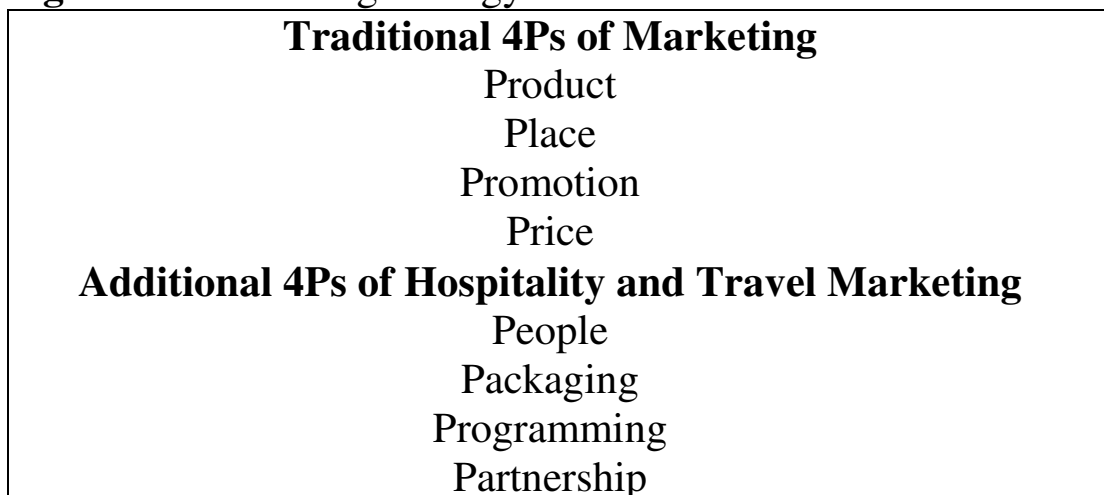 Traditional 4Ps of Marketing
Product
Place
Promotion
Price
Additional 4Ps of Hospitality and Travel Marketing
People
Packaging
Programming
Partnership